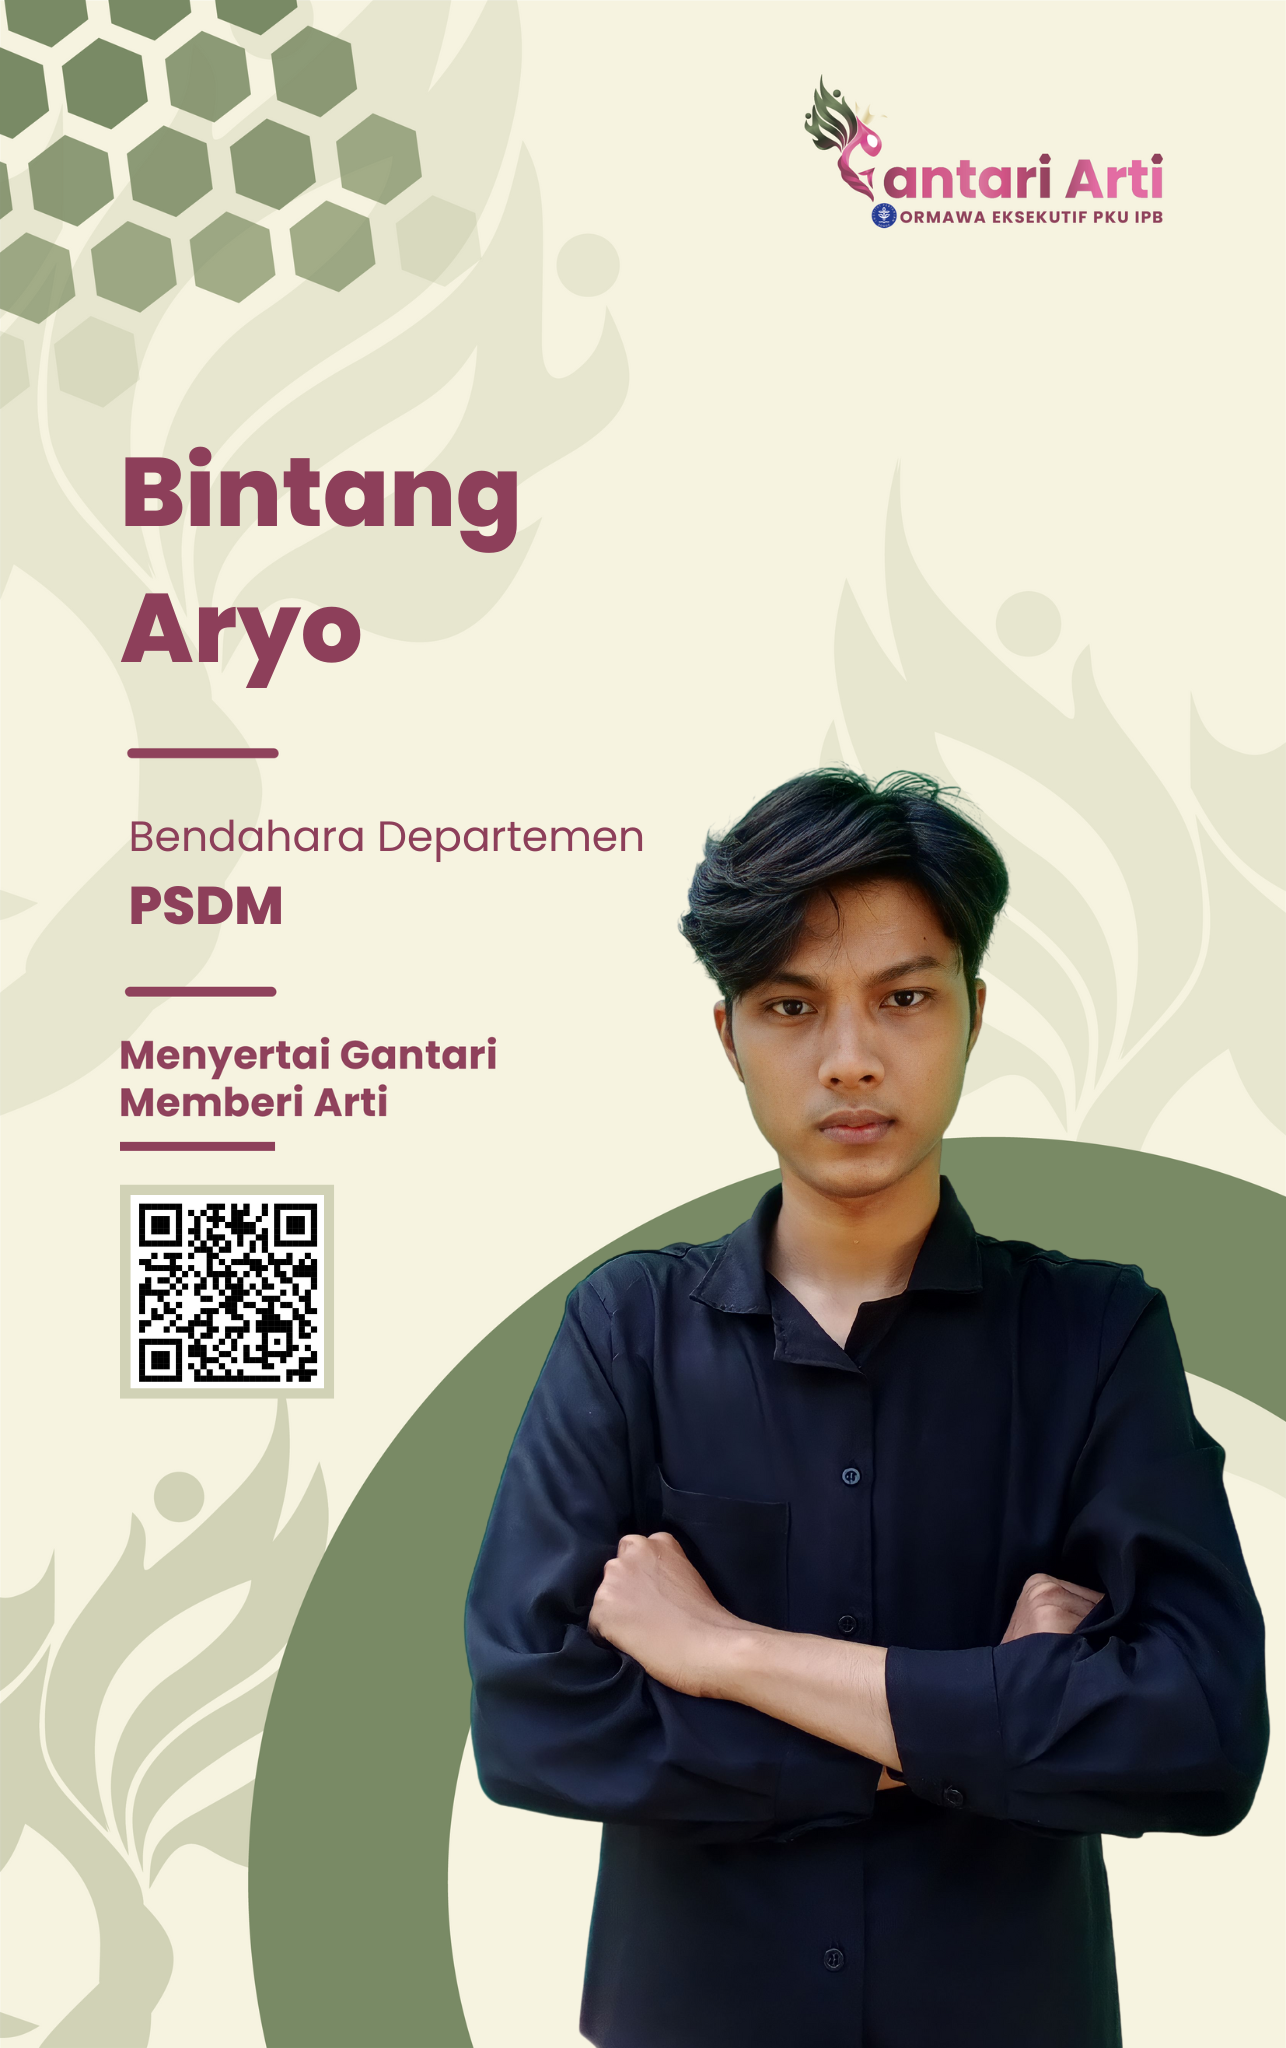 Gantari Arti
ORMAWA EKSEKUTIF PKU IPB
Bintang
Aryo
Bendahara Departemen
PSDM
Menyertai Gantari
Memberi Arti